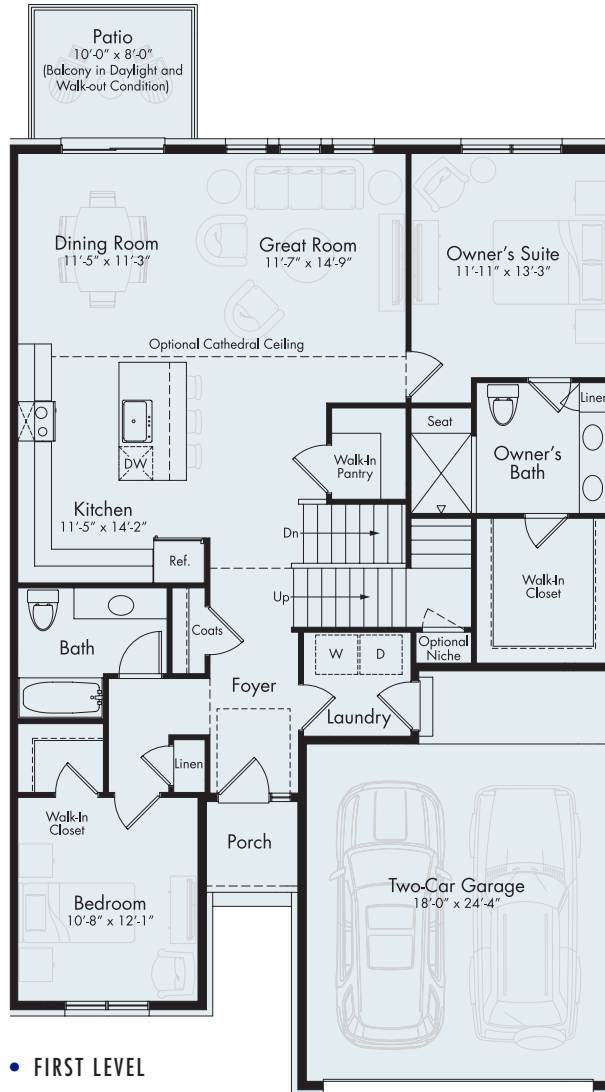 Patio
10'-0" x 8'-0"
(Balcony in Daylight and
Walk-out Condition)
Dining Room
11'-5" x 11'-3"
Great Room
11'-7" x 14'-9"
Owner's Suite
11'-11" x 13'-3"
Optional Cathedral Ceiling
DW
Walk-In
Pantry
Seat
Owner's
Bath
Linen
Kitchen
11'-5" x 14'-2"
Ref.
Dn
Up
Walk-In
Closet
Bath
Coats
W
D
Optional
Niche
Foyer
Laundry
Linen
Walk-In
Closet
Porch
Bedroom
10'-8" x 12'-1"
Two-Car Garage
18'-0" x 24'-4"
• FIRST LEVEL